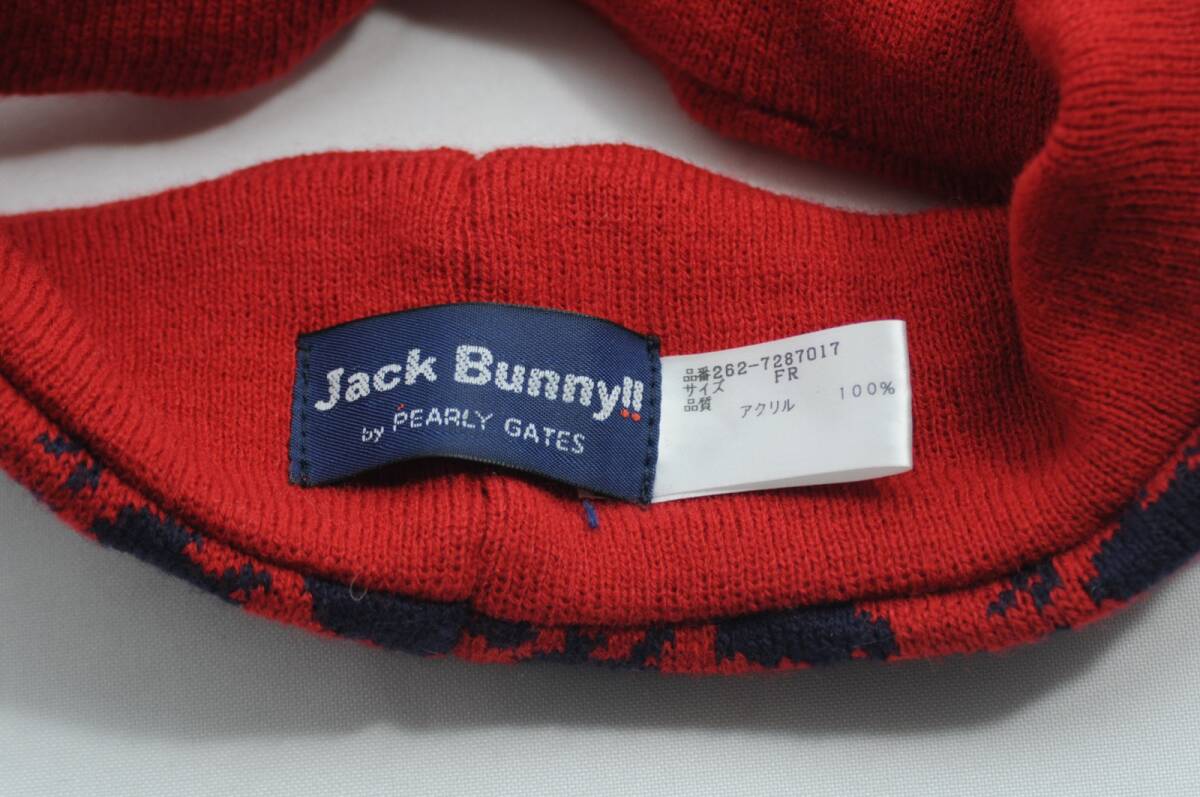 Jack Bunny!!
by PEARLY GATES
品番262-7287017
サイズ FR
品質 アクリル 100%